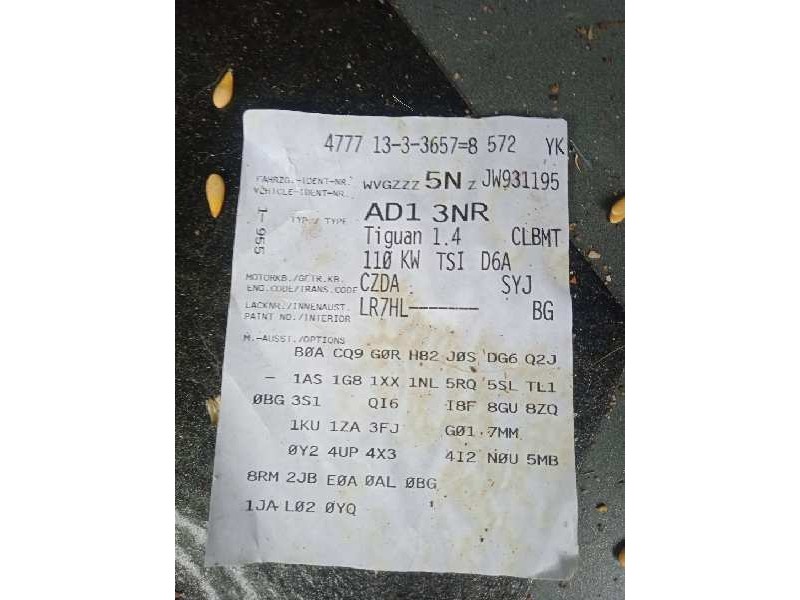 4777 13-3-3657=8 572 YK
FAHRZG.-IDENT-NR.
VEHICLE-IDENT-NR. WVGZZZ 5N Z JW931195
1- 955
TYP / TYPE AD1 3NR
Tiguan 1.4 CLBMT
110 KW TSI D6A
MOTORKB./GETR.KB.
ENG.CODE/TRANS.CODE CZDA SYJ
LACKNR./INNENAUST.
PAINT NO./INTERIOR LR7HL------- BG
M.-AUSST./OPTIONS
B0A CQ9 G0R H82 J0S DG6 Q2J
- 1AS 1G8 1XX 1NL 5RQ 5SL TL1
0BG 3S1 QI6 I8F 8GU 8ZQ
1KU 1ZA 3FJ G01 7MM
0Y2 4UP 4X3 4I2 N0U 5MB
8RM 2JB E0A 0AL 0BG
1JA L02 0YQ